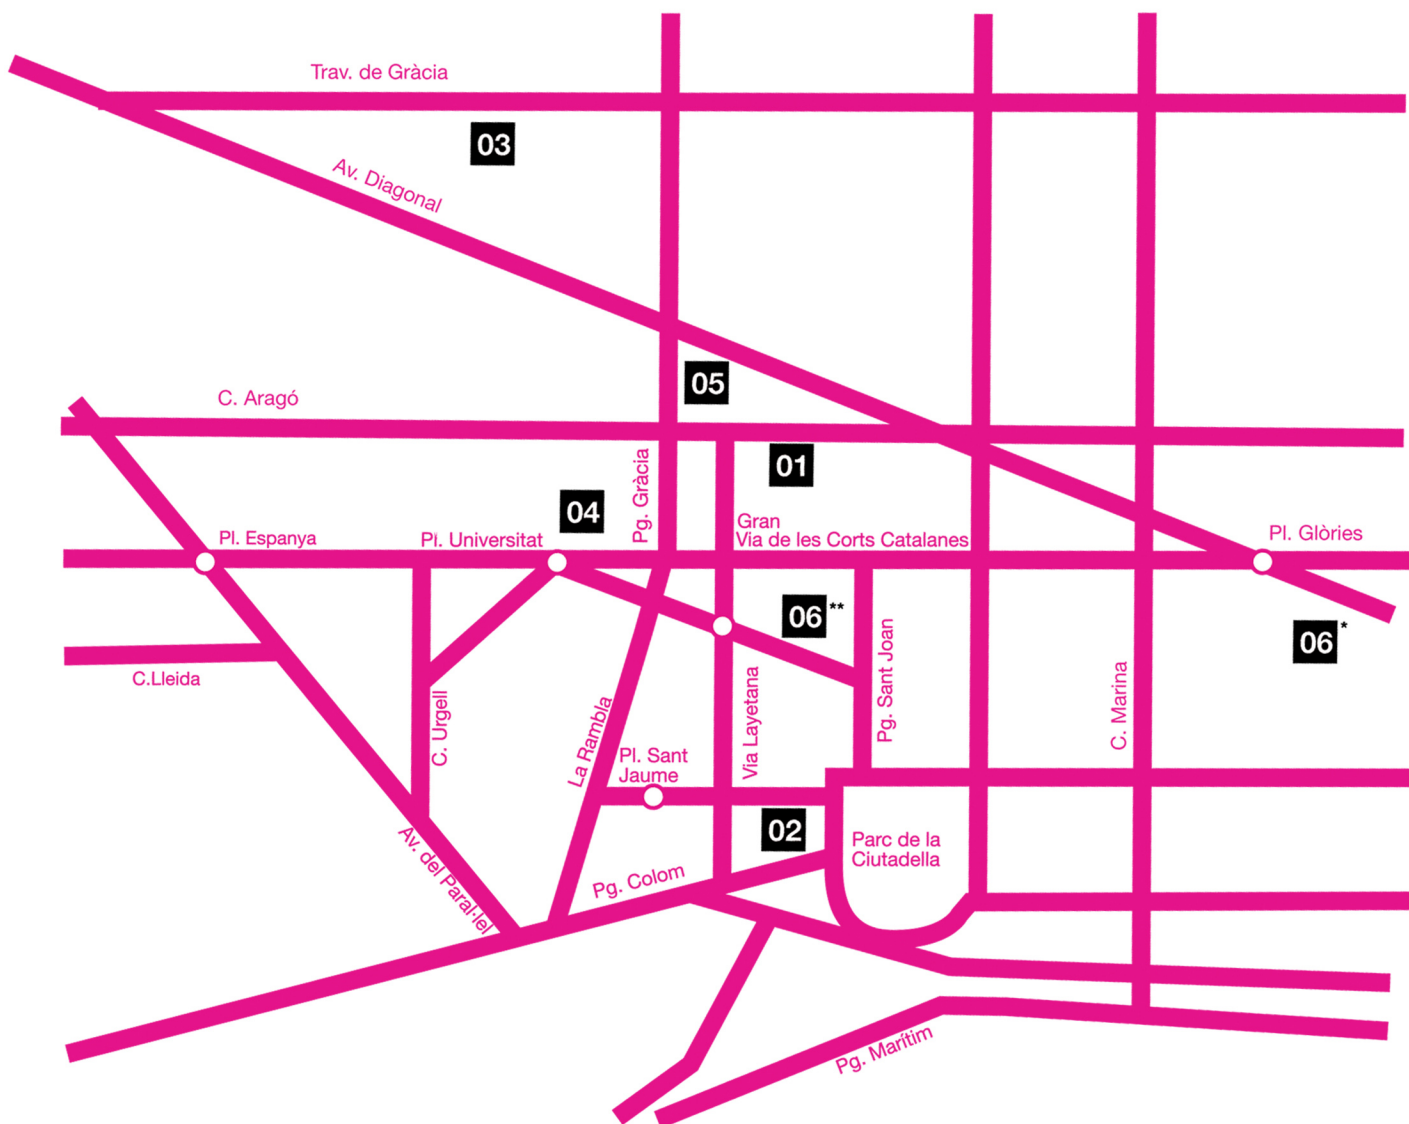 Trav. de Gràcia
03
Av. Diagonal
05
C. Aragó
01
Pg. Gràcia
04
Gran
Via de les Corts Catalanes
Pl. Espanya
Pl. Universitat
Pl. Glòries
06**
06*
C.Lleida
C. Urgell
La Rambla
Via Layetana
Pg. Sant Joan
C. Marina
Pl. Sant
Jaume
02
Parc de la
Ciutadella
Av. del Paral·lel
Pg. Colom
Pg. Marítim